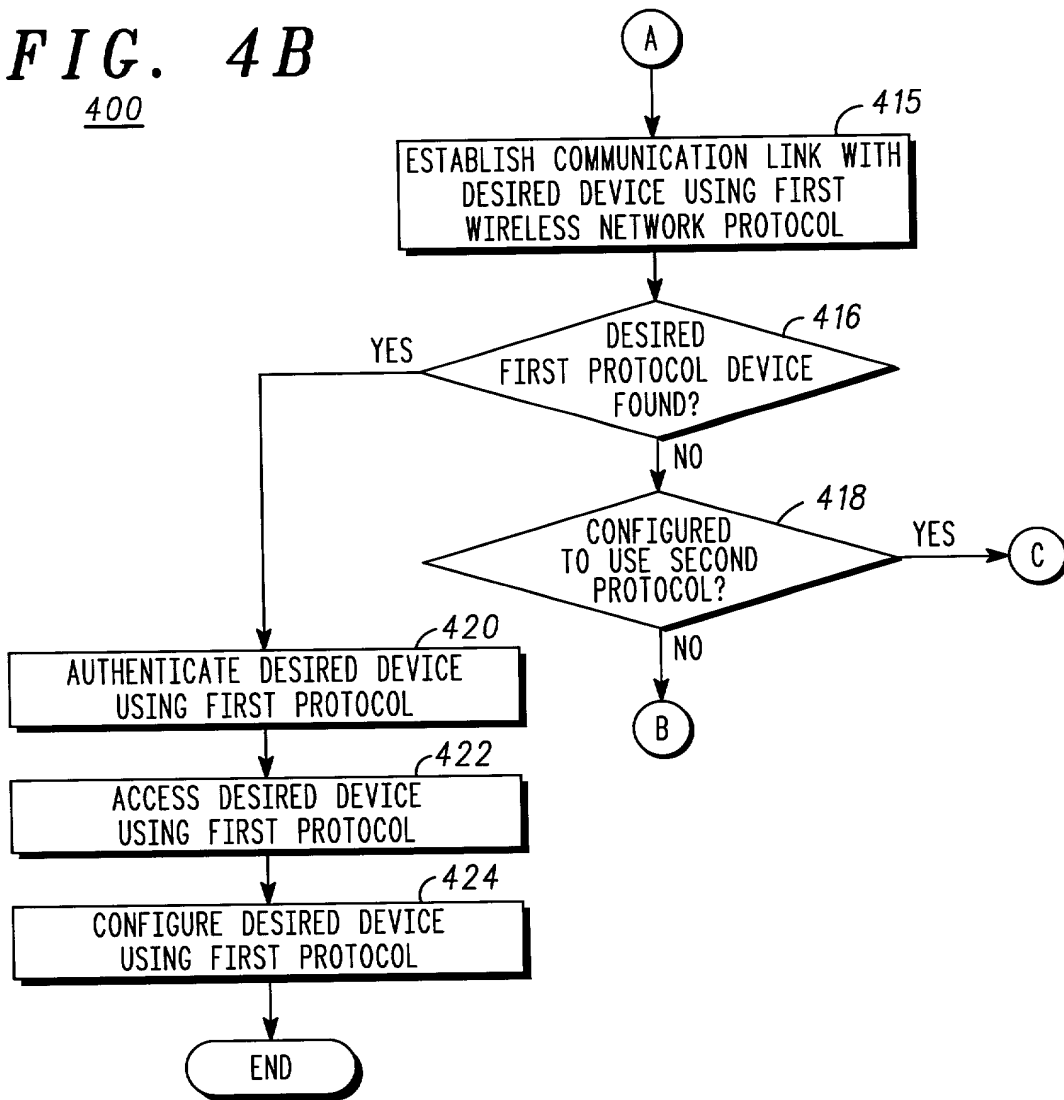 FIG. 4B
400
A
415
ESTABLISH COMMUNICATION LINK WITH
DESIRED DEVICE USING FIRST
WIRELESS NETWORK PROTOCOL
416
DESIRED
FIRST PROTOCOL DEVICE
FOUND?
YES
NO
418
CONFIGURED
TO USE SECOND
PROTOCOL?
YES
C
NO
B
420
AUTHENTICATE DESIRED DEVICE
USING FIRST PROTOCOL
422
ACCESS DESIRED DEVICE
USING FIRST PROTOCOL
424
CONFIGURE DESIRED DEVICE
USING FIRST PROTOCOL
END